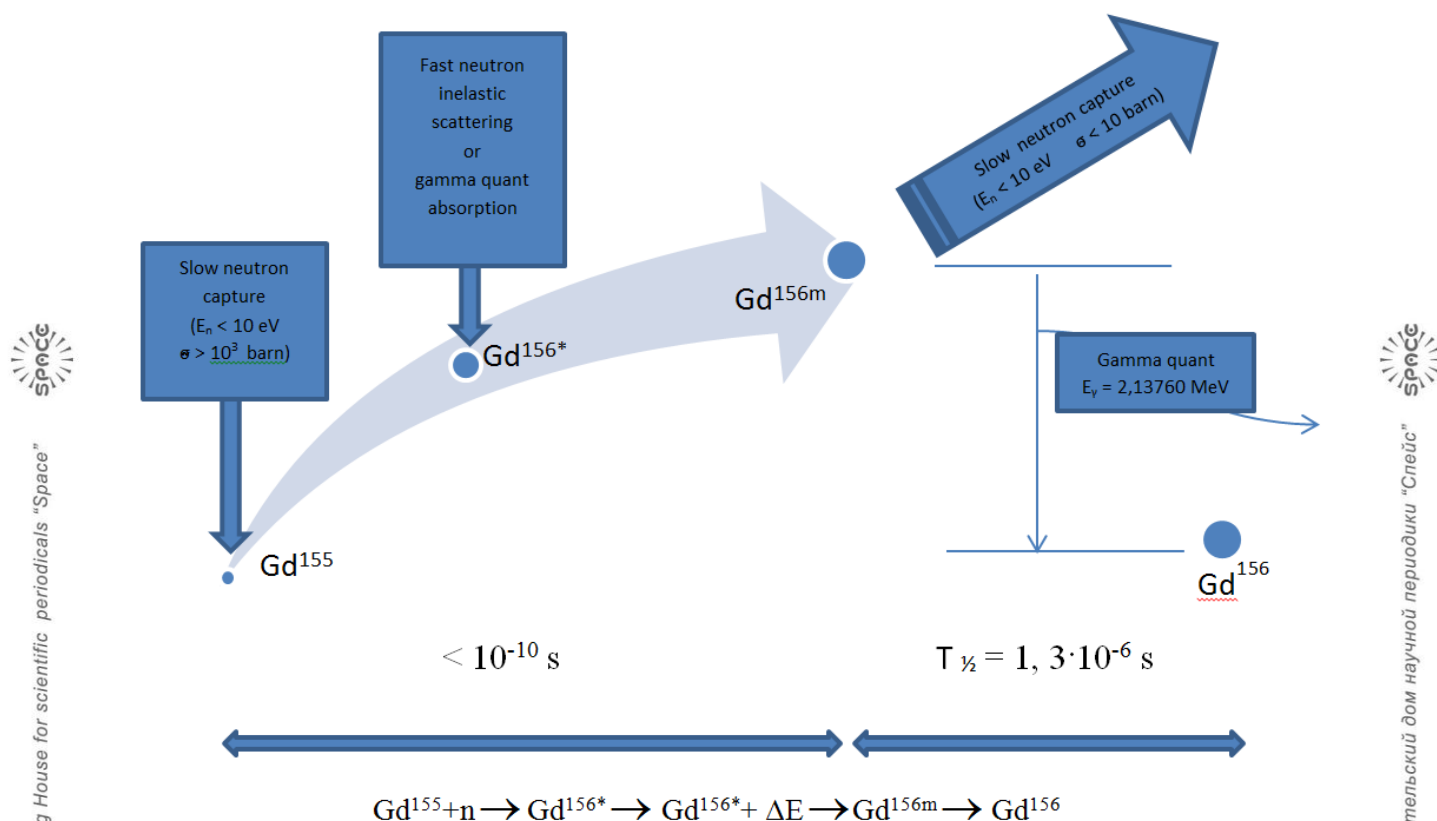 Fast neutron
inelastic
scattering
or
gamma quant
absorption
Slow neutron capture
(Eₙ < 10 eV    ϭ < 10 barn)
Slow neutron
capture
(Eₙ < 10 eV
ϭ > 10³ barn)
Gd¹⁵⁶ᵐ
Gd¹⁵⁶*
Gamma quant
Eᵧ = 2,13760 MeV
Gd¹⁵⁵
Gd¹⁵⁶
< 10⁻¹⁰ s
T ½ = 1, 3·10⁻⁶ s
Gd¹⁵⁵+n → Gd¹⁵⁶* → Gd¹⁵⁶*+ ΔE → Gd¹⁵⁶ᵐ → Gd¹⁵⁶
SPACE
House for scientific periodicals "Space"
SPACE
дом научной периодики "Спейс"